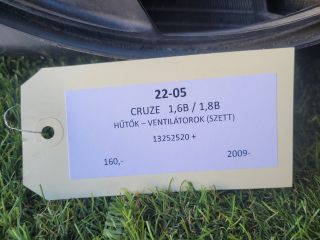 22-05
CRUZE 1,6B / 1,8B
HŰTŐK – VENTILÁTOROK (SZETT)
13252520 +
160,- 2009-